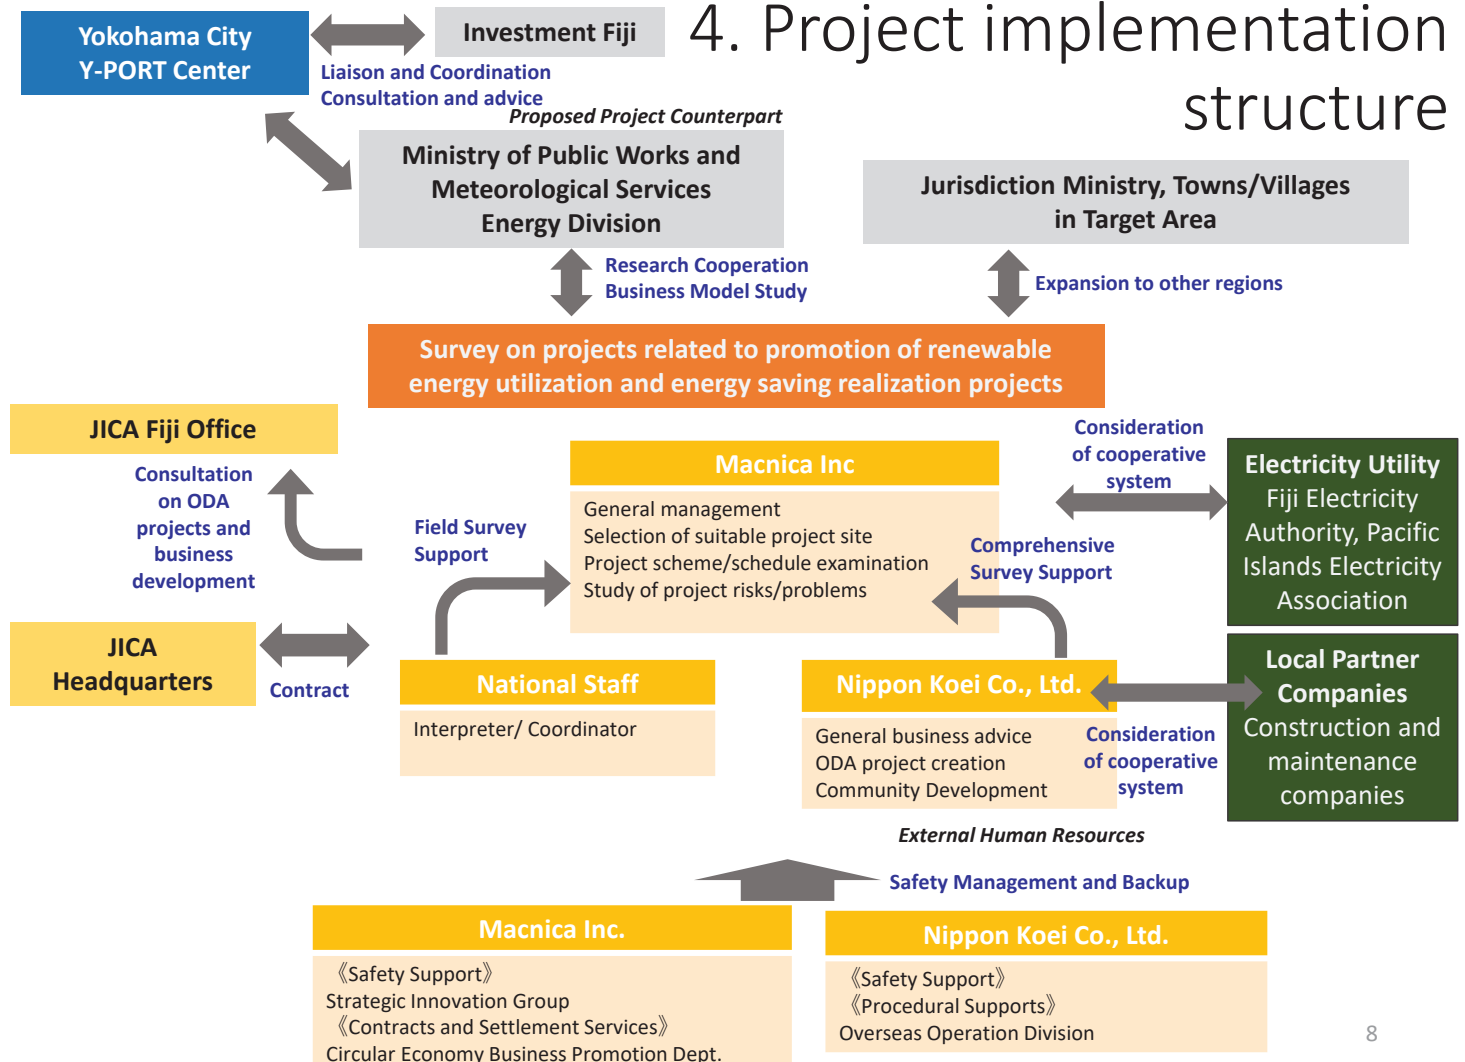 4. Project implementation
structure
Yokohama City
Y-PORT Center
Investment Fiji
Liaison and Coordination
Consultation and advice
Proposed Project Counterpart
Ministry of Public Works and
Meteorological Services
Energy Division
Jurisdiction Ministry, Towns/Villages
in Target Area
Research Cooperation
Business Model Study
Expansion to other regions
Survey on projects related to promotion of renewable
energy utilization and energy saving realization projects
JICA Fiji Office
Consultation
on ODA
projects and
business
development
Field Survey
Support
Macnica Inc
General management
Selection of suitable project site
Project scheme/schedule examination
Study of project risks/problems
Comprehensive
Survey Support
Consideration
of cooperative
system
Electricity Utility
Fiji Electricity
Authority, Pacific
Islands Electricity
Association
JICA
Headquarters
Contract
National Staff
Interpreter/ Coordinator
Nippon Koei Co., Ltd.
General business advice
ODA project creation
Community Development
Consideration
of cooperative
system
Local Partner
Companies
Construction and
maintenance
companies
External Human Resources
Safety Management and Backup
Macnica Inc.
《Safety Support》
Strategic Innovation Group
《Contracts and Settlement Services》
Circular Economy Business Promotion Dept.
Nippon Koei Co., Ltd.
《Safety Support》
《Procedural Supports》
Overseas Operation Division
8